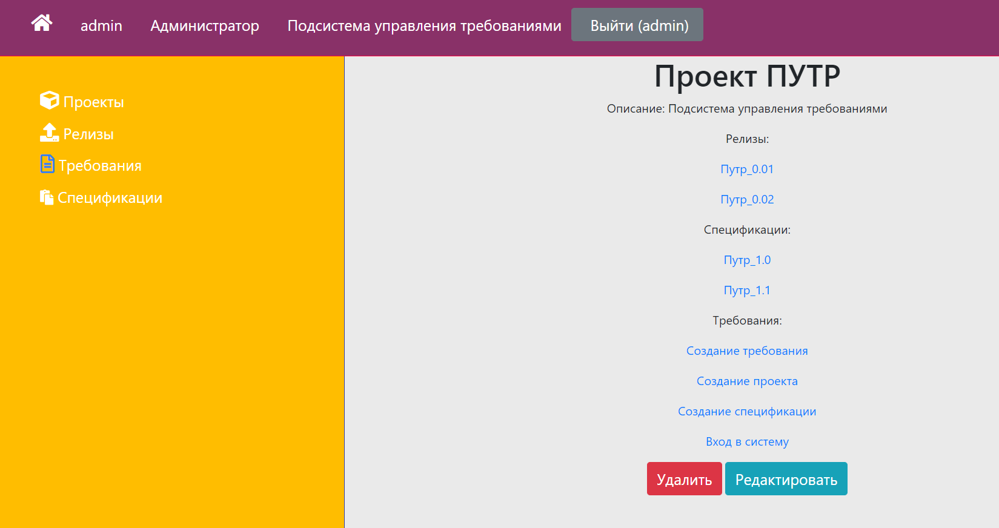 admin Администратор Подсистема управления требованиями Выйти (admin)
Проекты
Релизы
Требования
Спецификации
Проект ПУТР
Описание: Подсистема управления требованиями
Релизы:
Путр_0.01
Путр_0.02
Спецификации:
Путр_1.0
Путр_1.1
Требования:
Создание требования
Создание проекта
Создание спецификации
Вход в систему
Удалить Редактировать